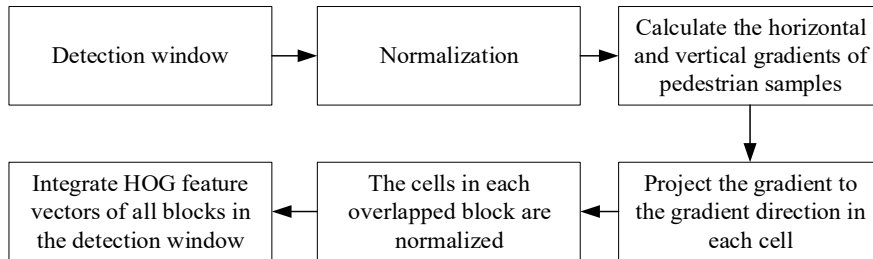 Detection window
Normalization
Calculate the horizontal
and vertical gradients of
pedestrian samples
Project the gradient to
the gradient direction in
each cell
The cells in each
overlapped block are
normalized
Integrate HOG feature
vectors of all blocks in
the detection window